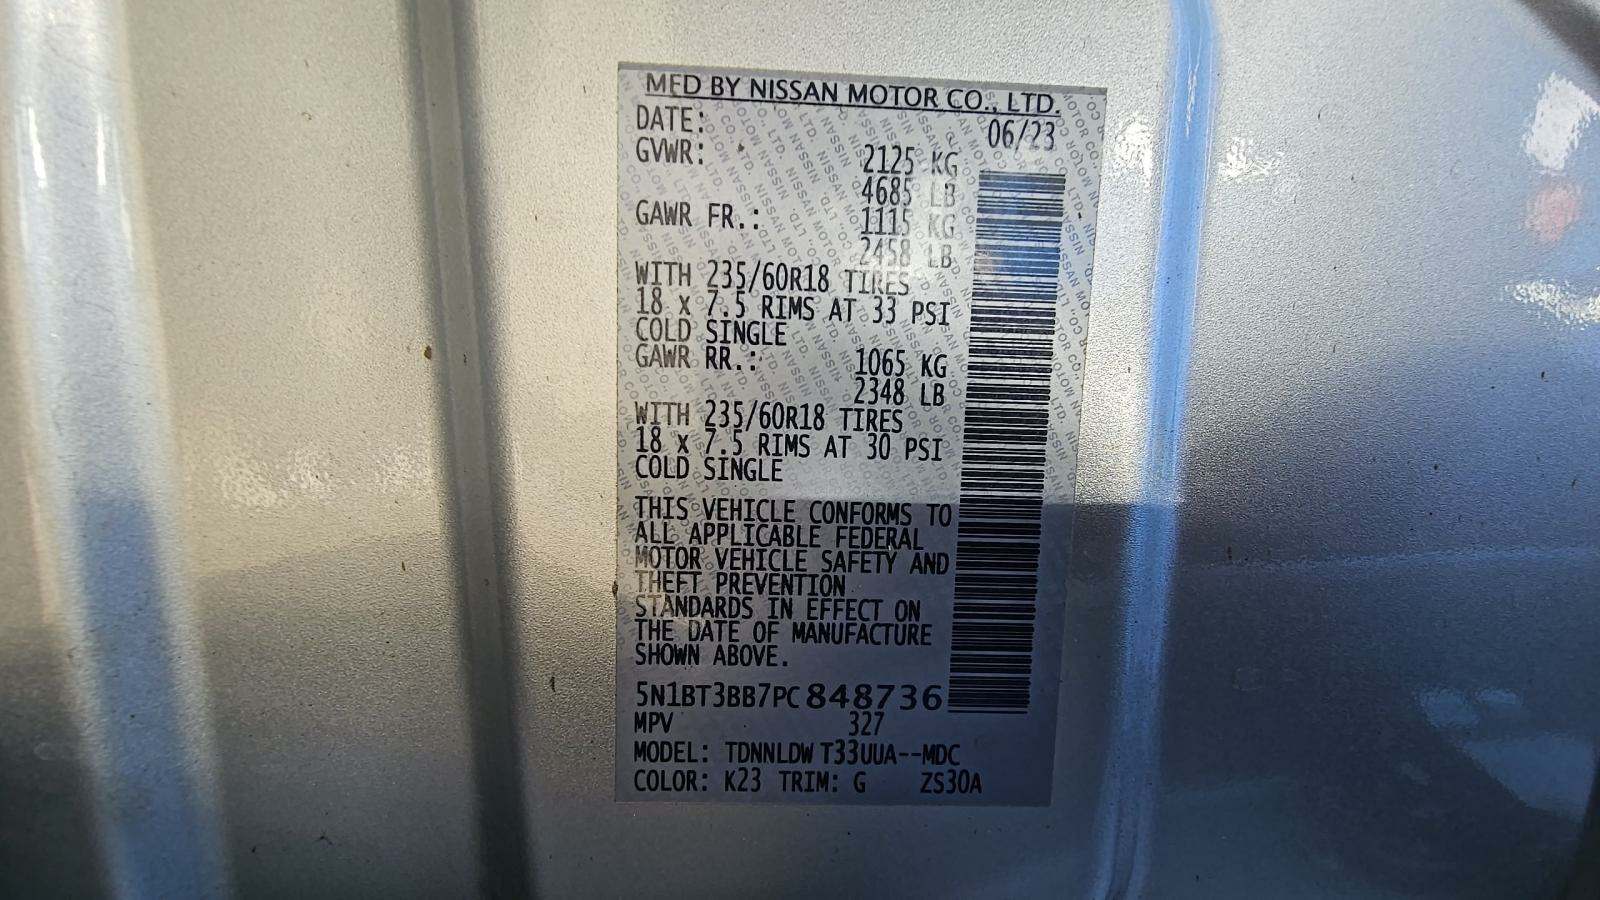 MFD BY NISSAN MOTOR CO., LTD.
DATE: 06/23
GVWR: 2125 KG
4685 LB
GAWR FR.: 1115 KG
2458 LB
WITH 235/60R18 TIRES
18 x 7.5 RIMS AT 33 PSI
COLD SINGLE
GAWR RR.: 1065 KG
2348 LB
WITH 235/60R18 TIRES
18 x 7.5 RIMS AT 30 PSI
COLD SINGLE
THIS VEHICLE CONFORMS TO
ALL APPLICABLE FEDERAL
MOTOR VEHICLE SAFETY AND
THEFT PREVENTION
STANDARDS IN EFFECT ON
THE DATE OF MANUFACTURE
SHOWN ABOVE.
5N1BT3BB7PC848736
MPV 327
MODEL: TDNNLDW T33UUA--MDC
COLOR: K23 TRIM: G ZS30A